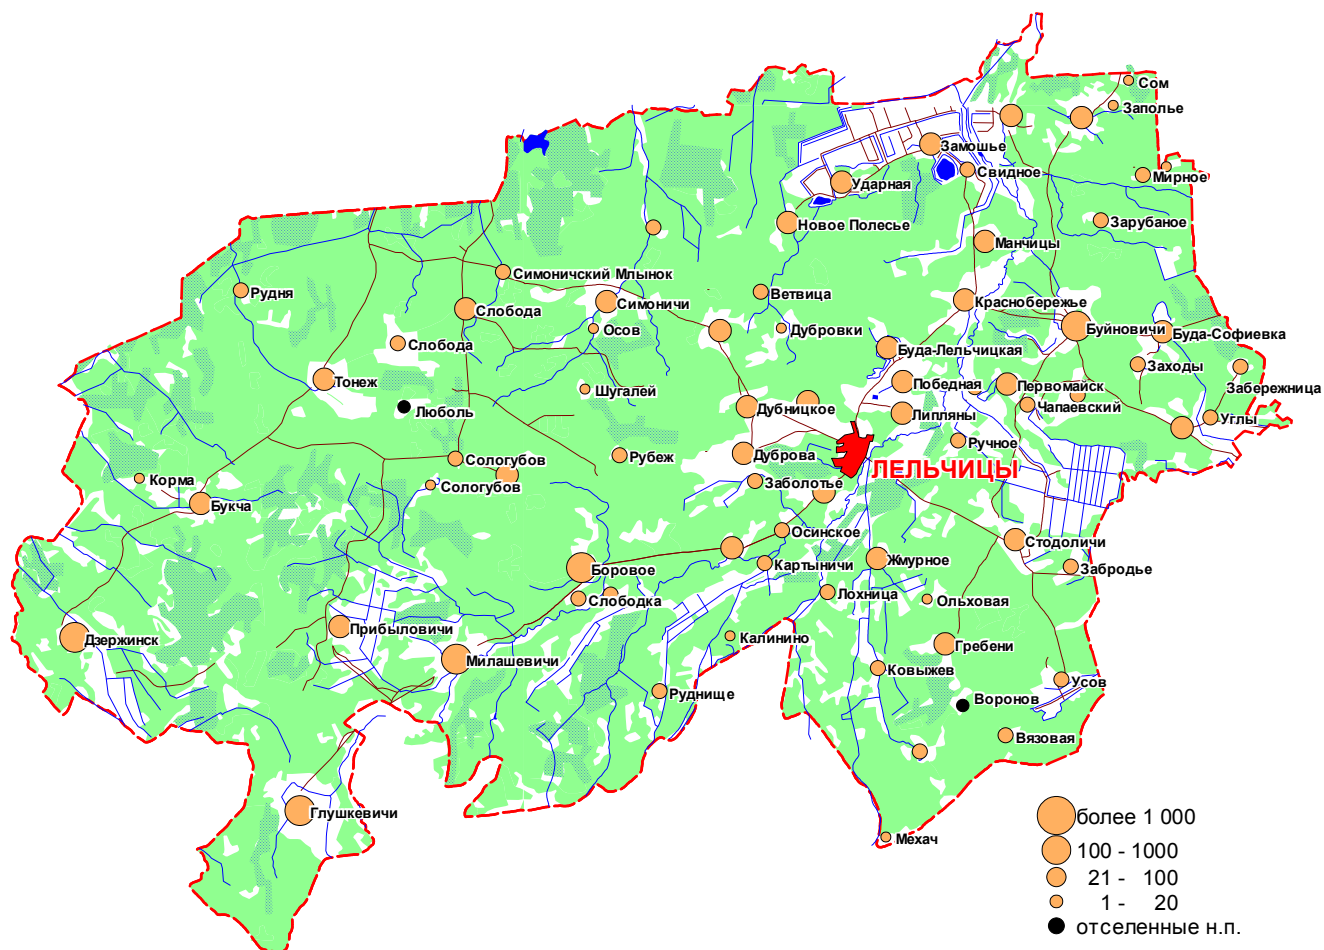 Сом
Заполье
Замошье
Свидное
Мирное
Ударная
Зарубаное
Новое Полесье
Манчицы
Симоничский Млынок
Рудня
Ветвица
Симоничи
Краснобережье
Слобода
Осов
Дубровки
Буйновичи
Буда-Софиевка
Слобода
Буда-Лельчицкая
Заходы
Тонеж
Шугалей
Победная
Первомайск
Забережница
Люболь
Дубницкое
Липляны
Чапаевский
Углы
Ручное
Дуброва
Сологубов
Рубеж
ЛЕЛЬЧИЦЫ
Корма
Сологубов
Заболотье
Букча
Осинское
Стодоличи
Боровое
Картыничи
Жмурное
Забродье
Слободка
Лохница
Ольховая
Прибыловичи
Дзержинск
Калинино
Гребени
Милашевичи
Ковыжев
Усов
Руднище
Воронов
Вязовая
Глушкевичи
Мехач
более 1 000
100 - 1000
21 - 100
1 - 20
отселенные н.п.